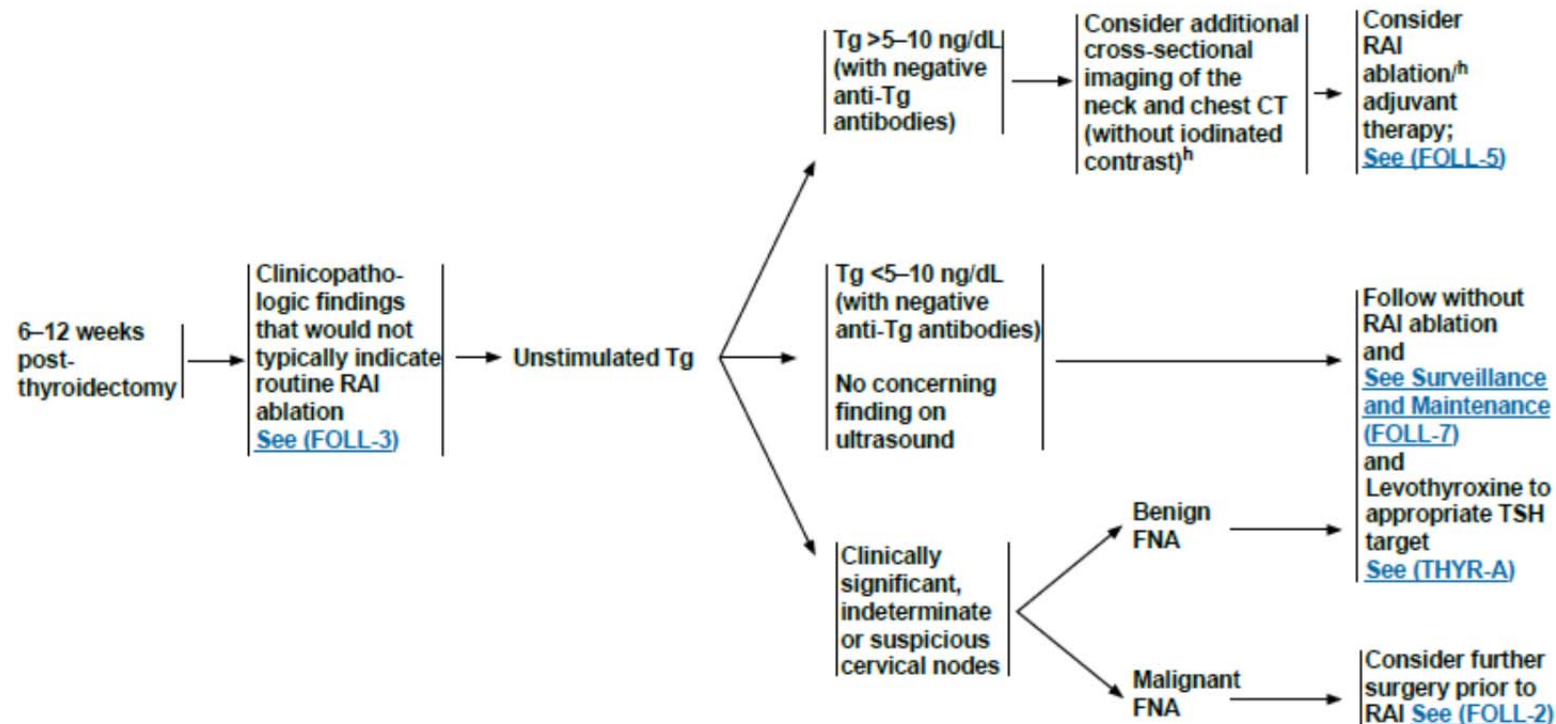 6–12 weeks
post-
thyroidectomy
Clinicopatho-
logic findings
that would not
typically indicate
routine RAI
ablation
See (FOLL-3)
Unstimulated Tg
Tg >5–10 ng/dL
(with negative
anti-Tg
antibodies)
Consider additional
cross-sectional
imaging of the
neck and chest CT
(without iodinated
contrast)h
Consider
RAI
ablation/h
adjuvant
therapy;
See (FOLL-5)
Tg <5–10 ng/dL
(with negative
anti-Tg antibodies)
No concerning
finding on
ultrasound
Follow without
RAI ablation
and
See Surveillance
and Maintenance
(FOLL-7)
and
Levothyroxine to
appropriate TSH
target
See (THYR-A)
Clinically
significant,
indeterminate
or suspicious
cervical nodes
Benign
FNA
Malignant
FNA
Consider further
surgery prior to
RAI See (FOLL-2)